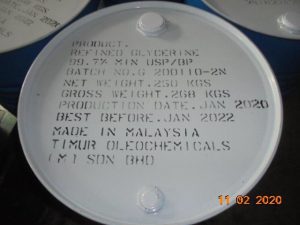 PRODUCT.
REFINED GLYCERINE
99.7% MIN USP/BP
BATCH NO.G 200110-2N
NET WEIGHT.250 KGS
GROSS WEIGHT.268 KGS
PRODUCTION DATE.JAN 2020
BEST BEFORE.JAN 2022
MADE IN MALAYSIA
TIMUR OLEOCHEMICALS
(M) SDN BHD
11 02 2020